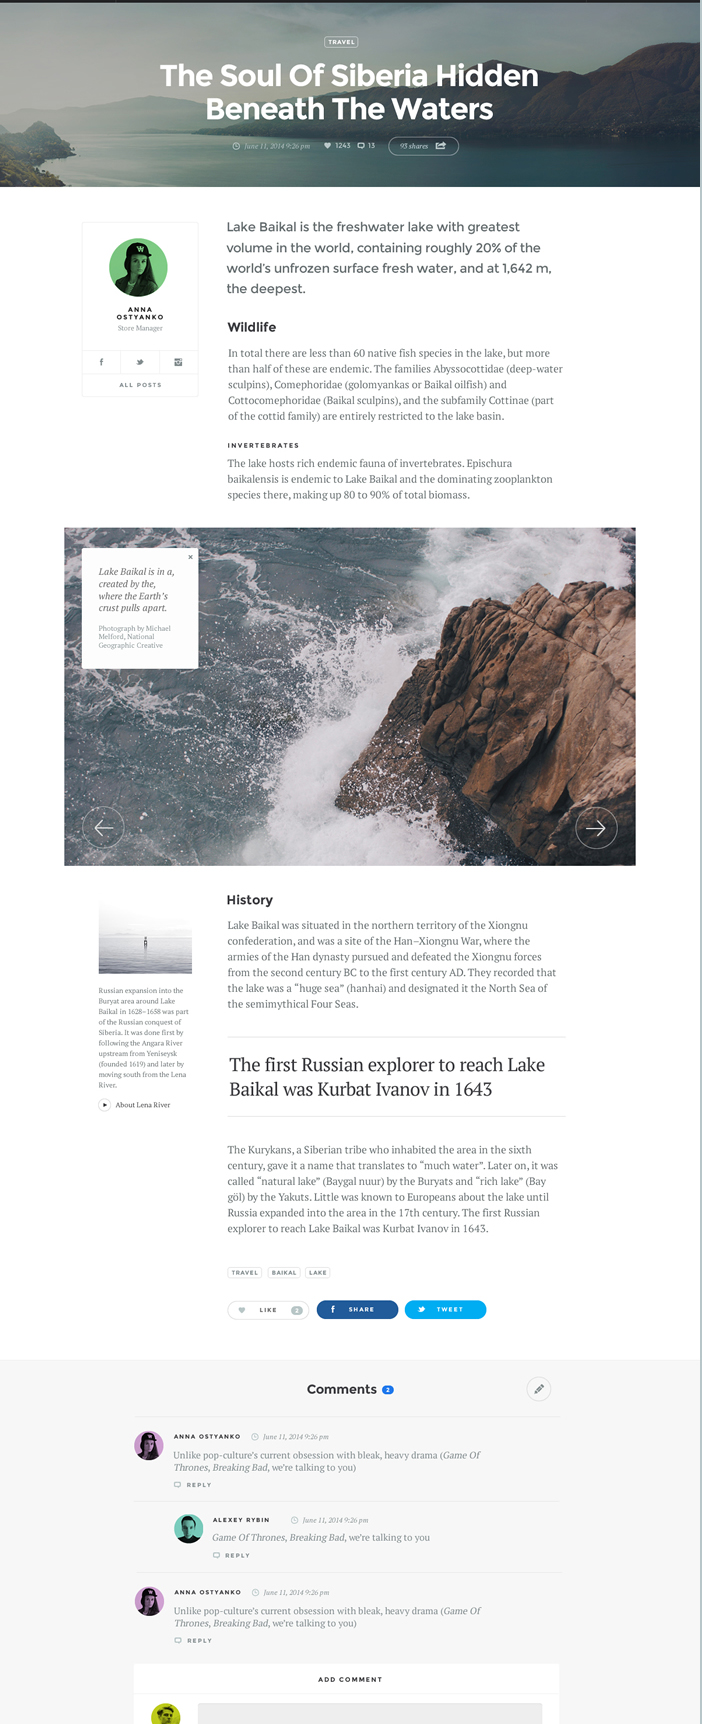 TRAVEL
The Soul Of Siberia Hidden
Beneath The Waters
June 11, 2014 9:26 pm 1243 13 95 shares
ANNA
OSTYANKO
Store Manager
ALL POSTS
Lake Baikal is the freshwater lake with greatest
volume in the world, containing roughly 20% of the
world's unfrozen surface fresh water, and at 1,642 m,
the deepest.
Wildlife
In total there are less than 60 native fish species in the lake, but more
than half of these are endemic. The families Abyssocottidae (deep-water
sculpins), Comephoridae (golomyankas or Baikal oilfish) and
Cottocomephoridae (Baikal sculpins), and the subfamily Cottinae (part
of the cottid family) are entirely restricted to the lake basin.
INVERTEBRATES
The lake hosts rich endemic fauna of invertebrates. Epischura
baikalensis is endemic to Lake Baikal and the dominating zooplankton
species there, making up 80 to 90% of total biomass.
Lake Baikal is in a,
created by the,
where the Earth's
crust pulls apart.
Photograph by Michael
Melford, National
Geographic Creative
Russian expansion into the
Buryat area around Lake
Baikal in 1628–1658 was part
of the Russian conquest of
Siberia. It was done first by
following the Angara River
upstream from Yeniseysk
(founded 1619) and later by
moving south from the Lena
River.
About Lena River
History
Lake Baikal was situated in the northern territory of the Xiongnu
confederation, and was a site of the Han–Xiongnu War, where the
armies of the Han dynasty pursued and defeated the Xiongnu forces
from the second century BC to the first century AD. They recorded that
the lake was a “huge sea” (hanhai) and designated it the North Sea of
the semimythical Four Seas.
The first Russian explorer to reach Lake
Baikal was Kurbat Ivanov in 1643
The Kurykans, a Siberian tribe who inhabited the area in the sixth
century, gave it a name that translates to “much water”. Later on, it was
called “natural lake” (Baygal nuur) by the Buryats and “rich lake” (Bay
göl) by the Yakuts. Little was known to Europeans about the lake until
Russia expanded into the area in the 17th century. The first Russian
explorer to reach Lake Baikal was Kurbat Ivanov in 1643.
TRAVEL BAIKAL LAKE
LIKE 2 SHARE TWEET
Comments 2
ANNA OSTYANKO June 11, 2014 9:26 pm
Unlike pop-culture's current obsession with bleak, heavy drama (Game Of
Thrones, Breaking Bad, we're talking to you)
REPLY
ALEXEY RYBIN June 11, 2014 9:26 pm
Game Of Thrones, Breaking Bad, we're talking to you
REPLY
ANNA OSTYANKO June 11, 2014 9:26 pm
Unlike pop-culture's current obsession with bleak, heavy drama (Game Of
Thrones, Breaking Bad, we're talking to you)
REPLY
ADD COMMENT